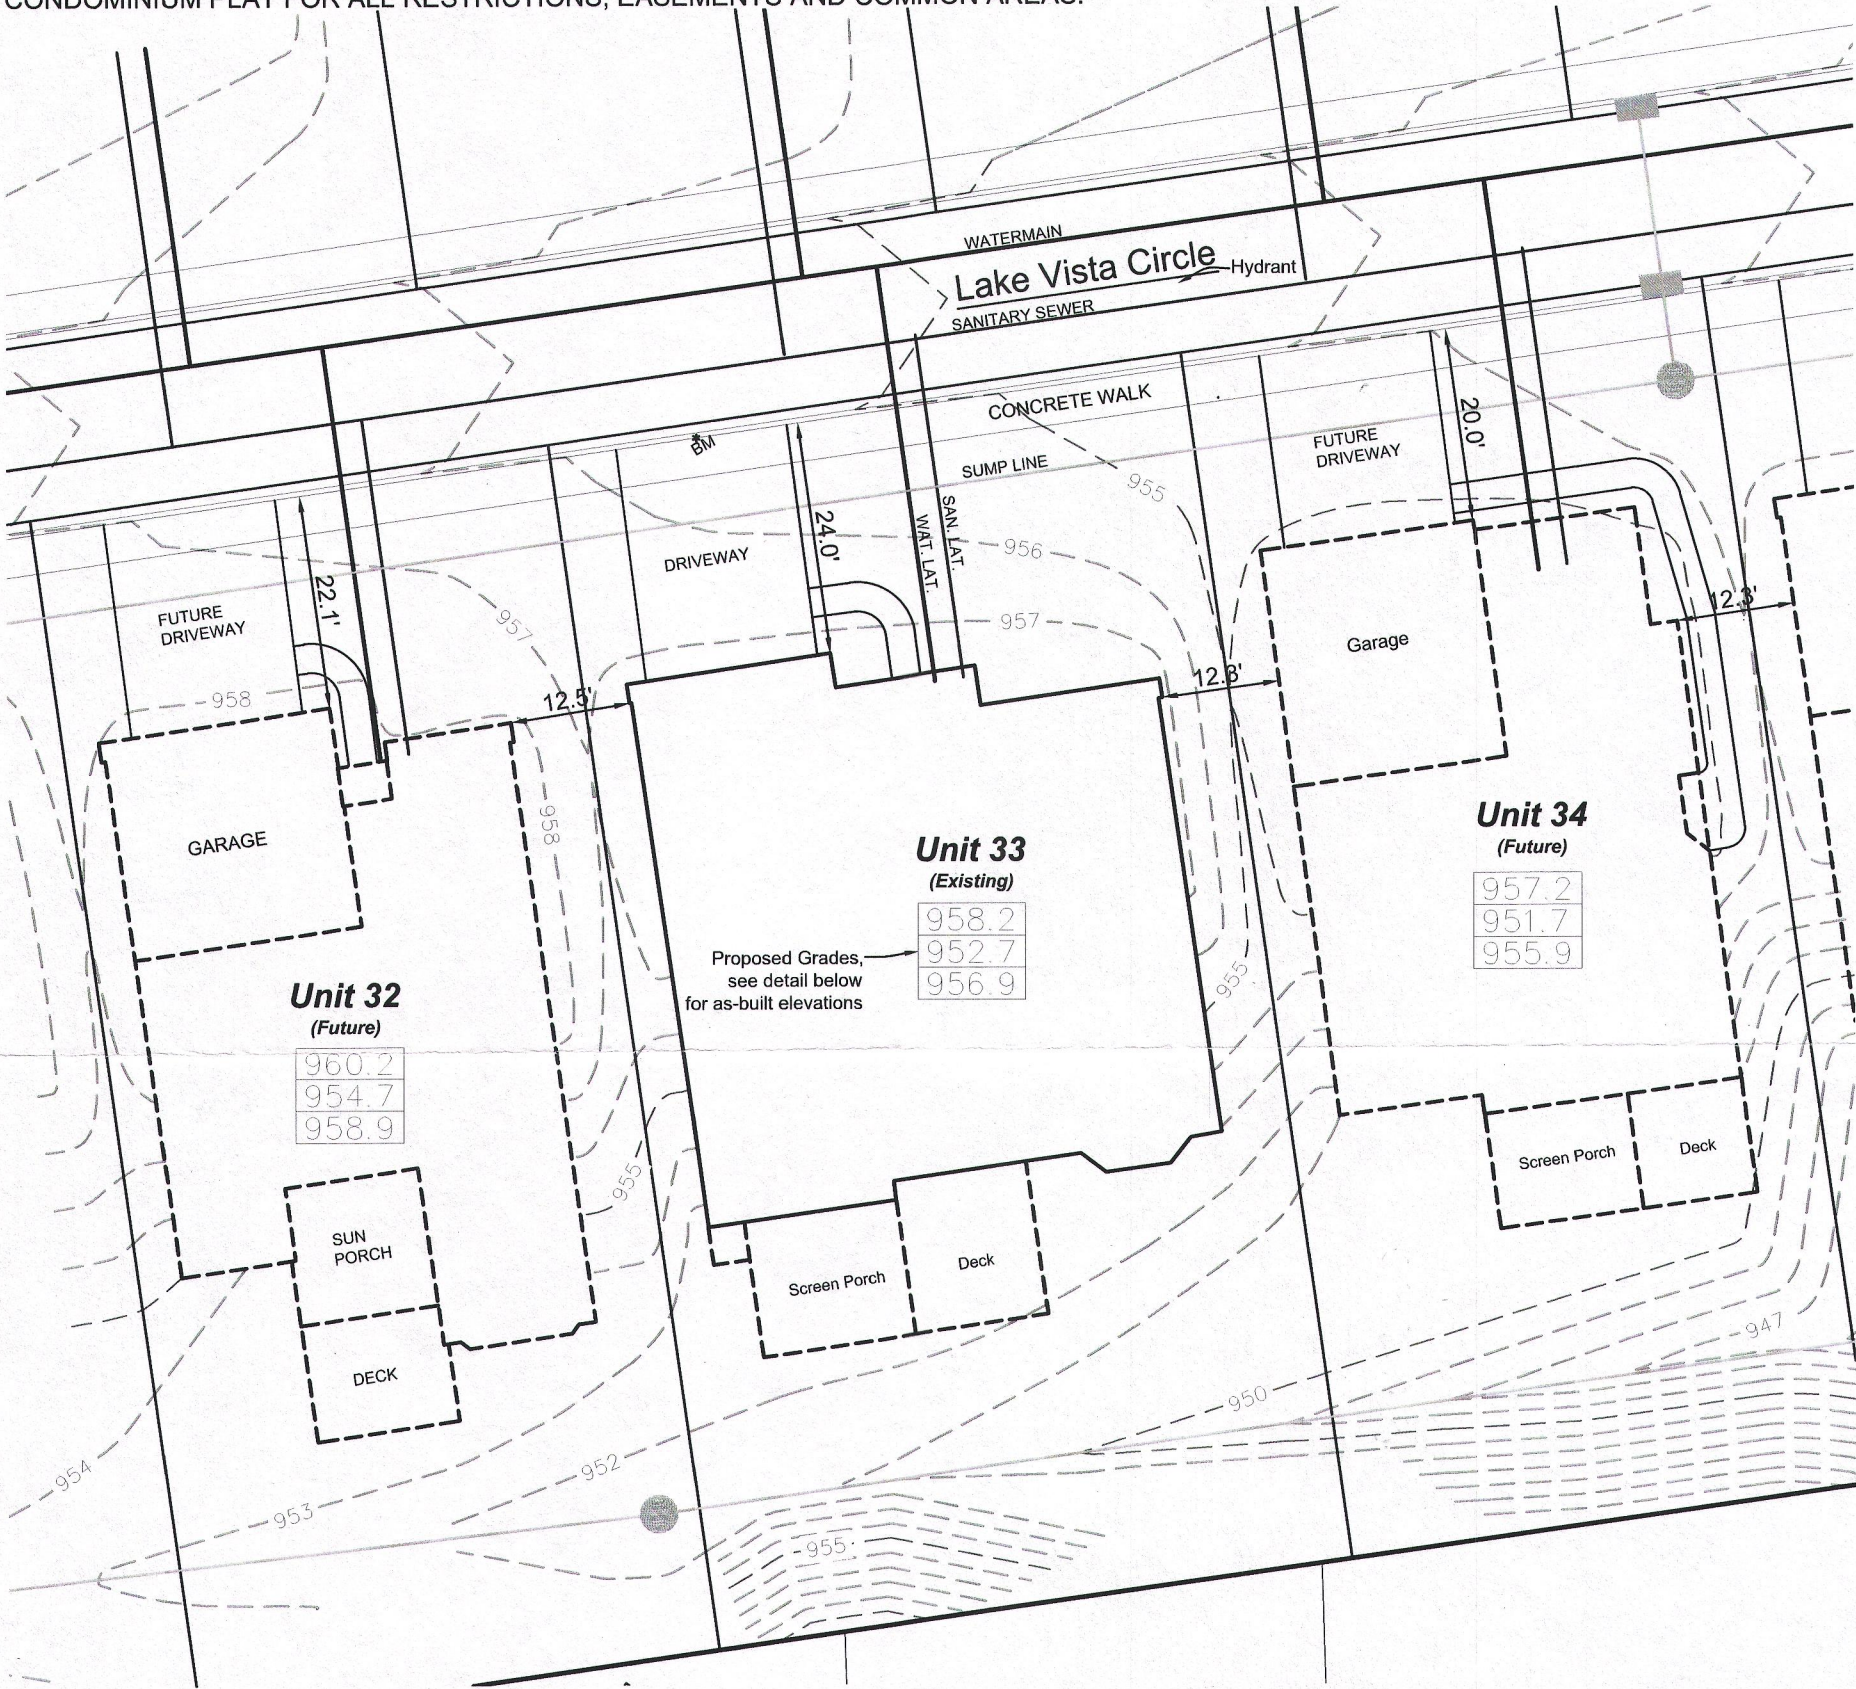 CONDOMINIUM PLAT FOR ALL RESTRICTIONS, EASEMENTS AND COMMON AREAS.
WATERMAIN
Lake Vista Circle
Hydrant
SANITARY SEWER
CONCRETE WALK
BM
SUMP LINE
955
20.0'
FUTURE
DRIVEWAY
24.0'
SAN. LAT.
WAT. LAT.
956
DRIVEWAY
22.1'
FUTURE
DRIVEWAY
957
957
12.3'
Garage
12.3'
958
12.5'
958
GARAGE
Unit 33
(Existing)
958.2
952.7
956.9
Proposed Grades,
see detail below
for as-built elevations
Unit 34
(Future)
957.2
951.7
955.9
955
Unit 32
(Future)
960.2
954.7
958.9
955
Screen Porch
Deck
SUN
PORCH
Screen Porch
Deck
DECK
947
950
952
954
953
955